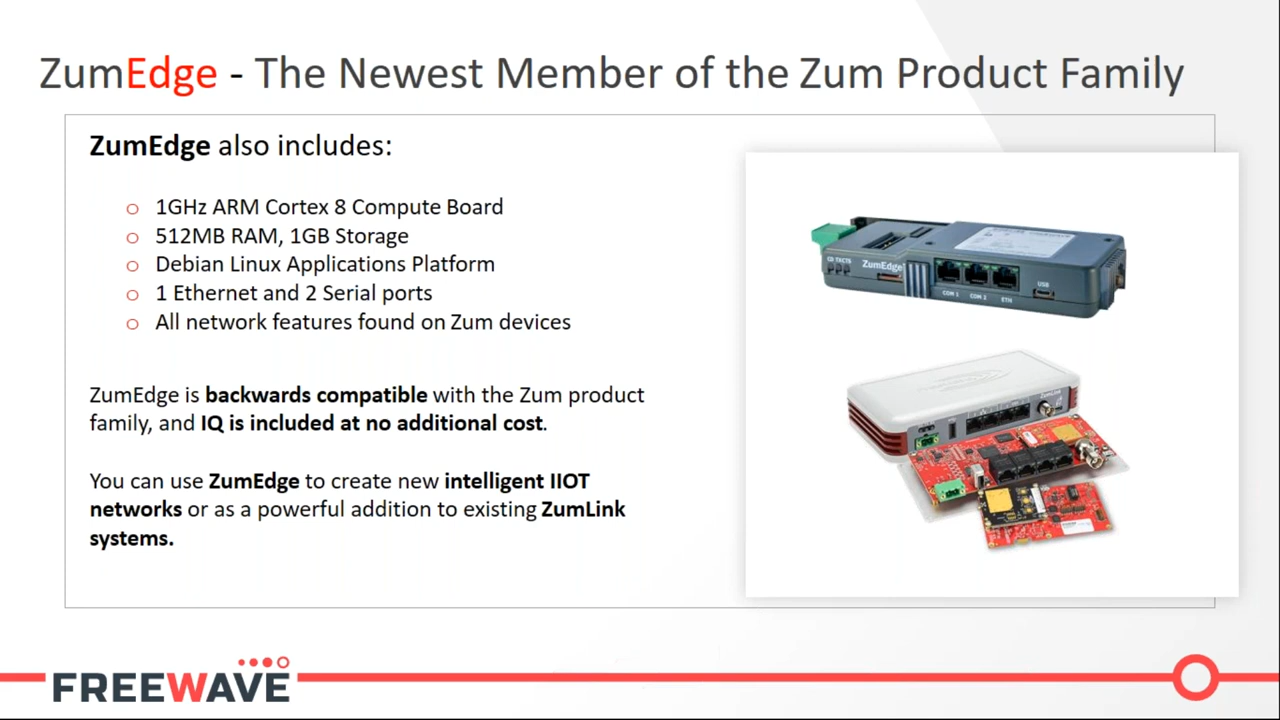 ZumEdge - The Newest Member of the Zum Product Family
ZumEdge also includes:
o 1GHz ARM Cortex 8 Compute Board
o 512MB RAM, 1GB Storage
o Debian Linux Applications Platform
o 1 Ethernet and 2 Serial ports
o All network features found on Zum devices
ZumEdge is backwards compatible with the Zum product
family, and IQ is included at no additional cost.
You can use ZumEdge to create new intelligent IIOT
networks or as a powerful addition to existing ZumLink
systems.
CD TX CTS
ZumEdge
COM 1 COM 2 ETH
USB
FREEWAVE